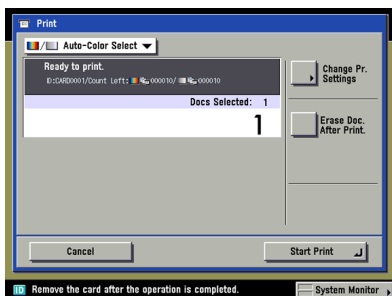 Print
Auto-Color Select
Ready to print.
ID:CARD0001/Count Left: 000010/ 000010
Docs Selected: 1
1
Change Pr.
Settings
Erase Doc.
After Print.
Cancel
Start Print
ID Remove the card after the operation is completed.
System Monitor